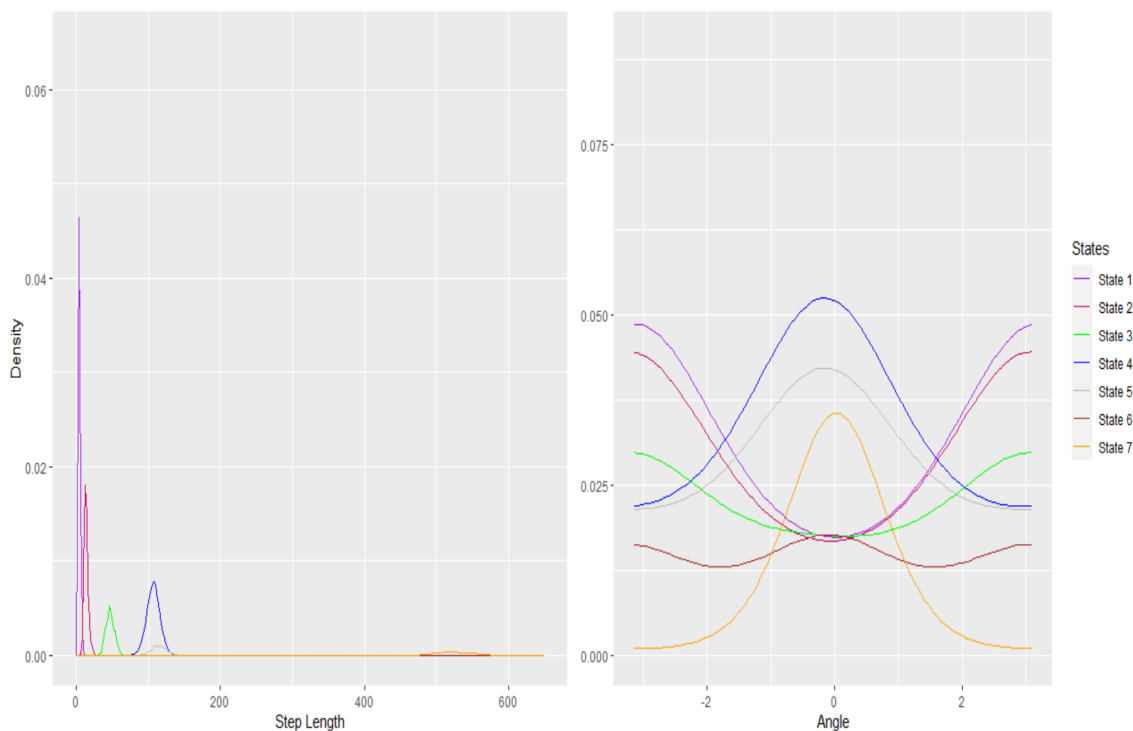 0.06
0.04
0.02
0.00
Density
0
200
400
600
Step Length
0.075
0.050
0.025
0.000
-2
0
2
Angle
States
State 1
State 2
State 3
State 4
State 5
State 6
State 7